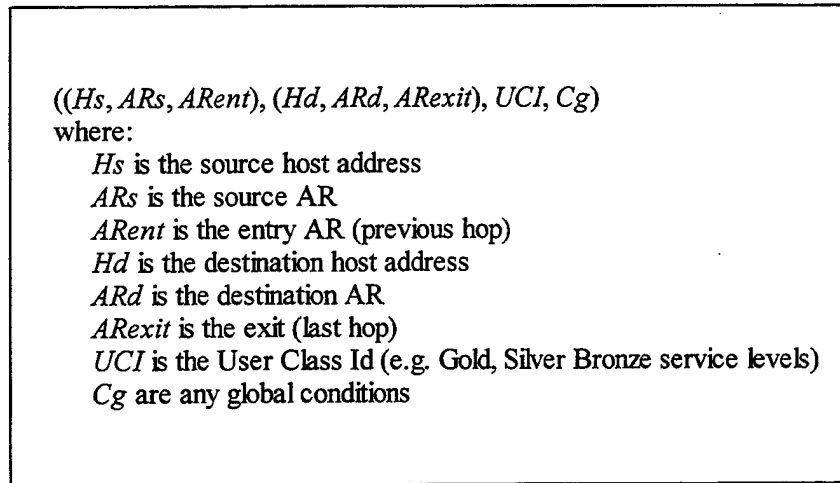 ((Hs, ARs, ARent), (Hd, ARd, ARexit), UCI, Cg)
where:
Hs is the source host address
ARs is the source AR
ARent is the entry AR (previous hop)
Hd is the destination host address
ARd is the destination AR
ARexit is the exit (last hop)
UCI is the User Class Id (e.g. Gold, Silver Bronze service levels)
Cg are any global conditions